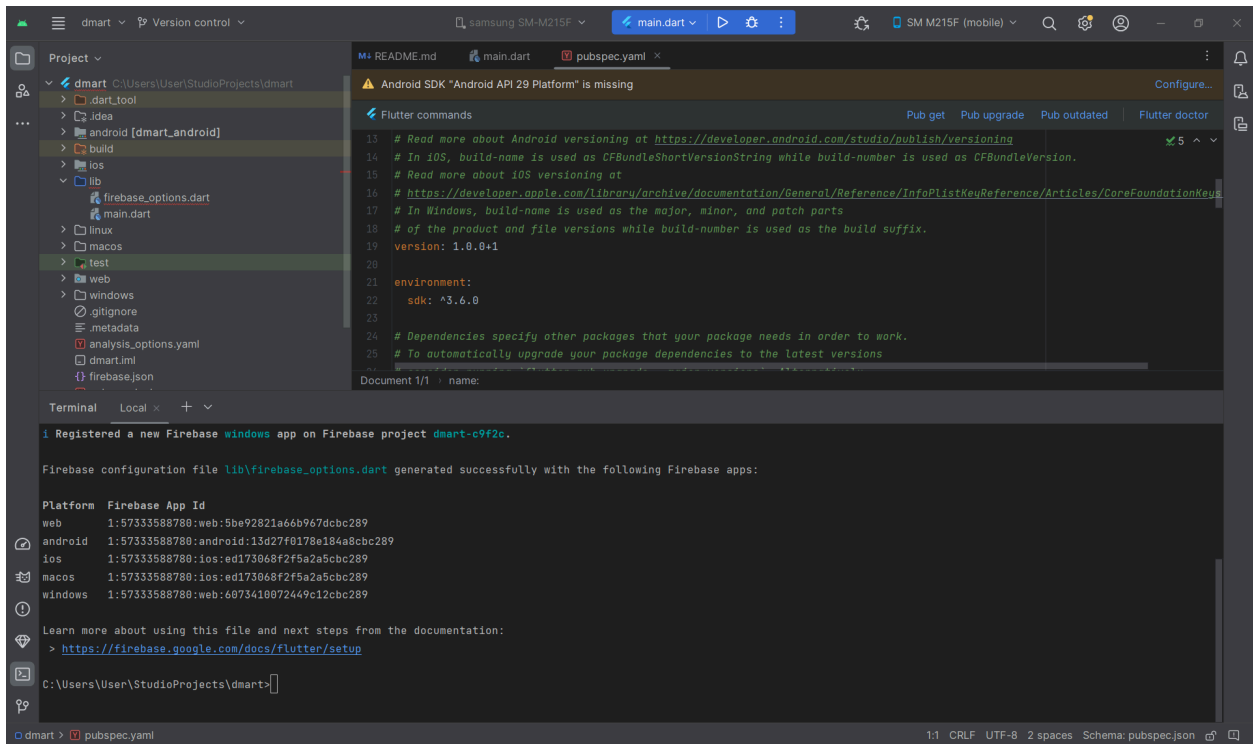 dmart
Version control
samsung SM-M215F
main.dart
SM M215F (mobile)
Project
dmart C:\Users\User\StudioProjects\dmart
.dart_tool
.idea
android [dmart_android]
build
ios
lib
firebase_options.dart
main.dart
linux
macos
test
web
windows
.gitignore
.metadata
analysis_options.yaml
dmart.iml
firebase.json
README.md
main.dart
pubspec.yaml
Android SDK "Android API 29 Platform" is missing
Configure...
Flutter commands
Pub get
Pub upgrade
Pub outdated
Flutter doctor
5
13 # Read more about Android versioning at https://developer.android.com/studio/publish/versioning
14 # In iOS, build-name is used as CFBundleShortVersionString while build-number is used as CFBundleVersion.
15 # Read more about iOS versioning at
16 # https://developer.apple.com/library/archive/documentation/General/Reference/InfoPlistKeyReference/Articles/CoreFoundationKeys
17 # In Windows, build-name is used as the major, minor, and patch parts
18 # of the product and file versions while build-number is used as the build suffix.
19 version: 1.0.0+1
20
21 environment:
22 sdk: ^3.6.0
23
24 # Dependencies specify other packages that your package needs in order to work.
25 # To automatically upgrade your package dependencies to the latest versions
Document 1/1 › name:
Terminal
Local
i Registered a new Firebase windows app on Firebase project dmart-c9f2c.
Firebase configuration file lib\firebase_options.dart generated successfully with the following Firebase apps:
Platform Firebase App Id
web 1:57333588780:web:5be92821a66b967dcbc289
android 1:57333588780:android:13d27f0178e184a8cbc289
ios 1:57333588780:ios:ed173068f2f5a2a5cbc289
macos 1:57333588780:ios:ed173068f2f5a2a5cbc289
windows 1:57333588780:web:6073410072449c12cbc289
Learn more about using this file and next steps from the documentation:
> https://firebase.google.com/docs/flutter/setup
C:\Users\User\StudioProjects\dmart>
dmart > pubspec.yaml
1:1 CRLF UTF-8 2 spaces Schema: pubspec.json